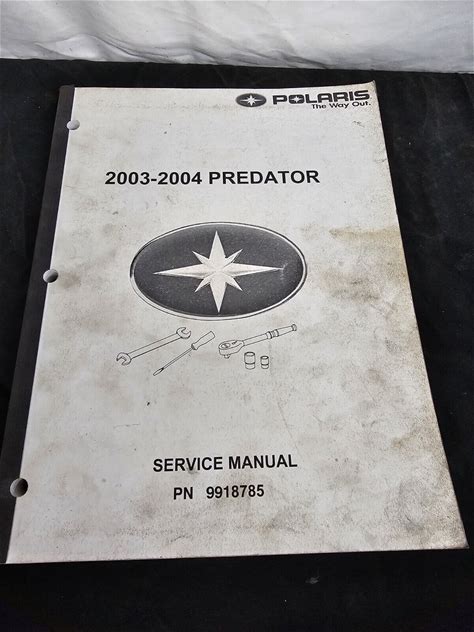 POLARIS
The Way Out.
2003-2004 PREDATOR
SERVICE MANUAL
PN 9918785